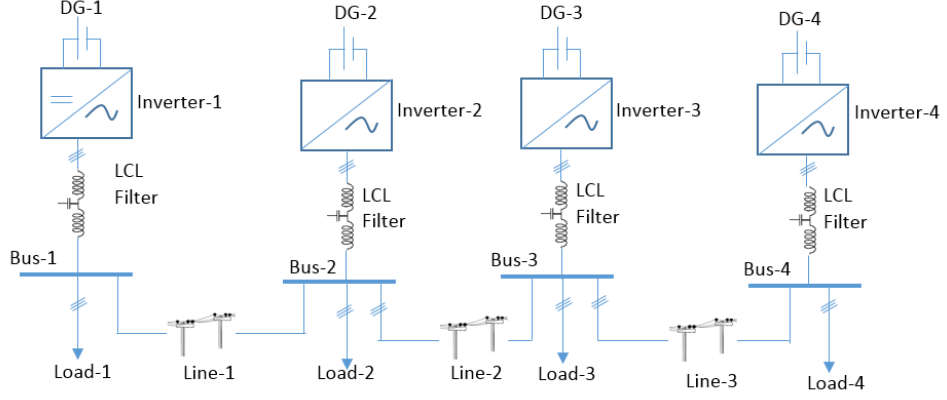 DG-1
DG-2
DG-3
DG-4
Inverter-1
Inverter-2
Inverter-3
Inverter-4
LCL
Filter
LCL
Filter
LCL
Filter
LCL
Filter
Bus-1
Bus-2
Bus-3
Bus-4
Load-1
Line-1
Load-2
Line-2
Load-3
Line-3
Load-4